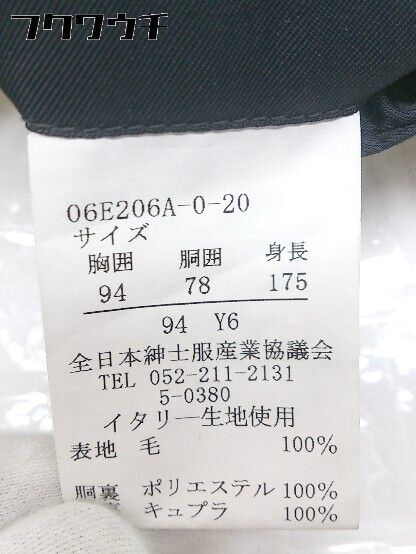 フクワウチ
06E206A-0-20
サイズ
胸囲 胴囲 身長
94 78 175
94 Y6
全日本紳士服産業協議会
TEL 052-211-2131
5-0380
イタリー生地使用
表地 毛 100%
胴裏 ポリエステル 100%
キュプラ 100%